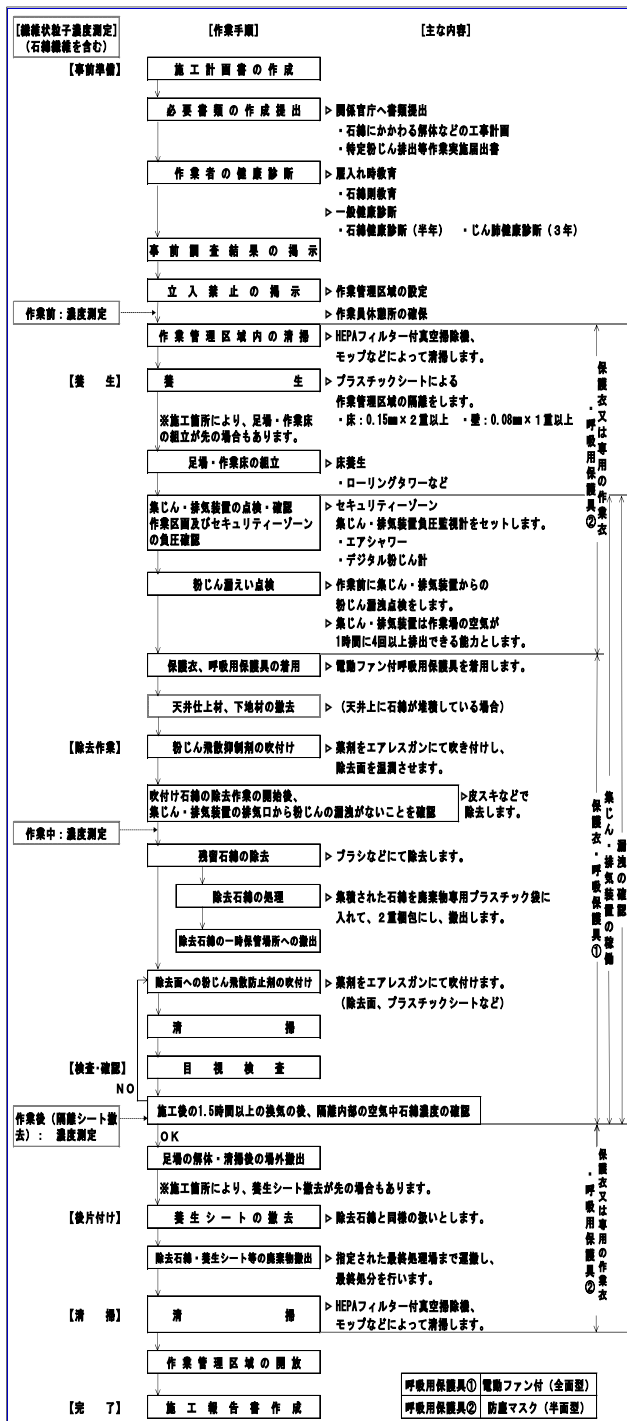 [繊維状粒子濃度測定]
(石綿繊維を含む)
[作業手順]
[主な内容]
【事前準備】
施工計画書の作成
必要書類の作成提出
▷ 関係官庁へ書類提出
・石綿にかかわる解体などの工事計画
・特定粉じん排出等作業実施届出書
作業者の健康診断
▷ 雇入れ時教育
・石綿則教育
▷ 一般健康診断
・石綿健康診断（半年） ・じん肺健康診断（３年）
事前調査結果の掲示
立入禁止の掲示
▷ 作業管理区域の設定
作業前：濃度測定
▷ 作業員休憩所の確保
作業管理区域内の清掃
▷ HEPAフィルター付真空掃除機、
モップなどによって清掃します。
【養　生】
養　生
▷ プラスチックシートによる
作業管理区域の隔離をします。
・床：0.15㎜×２重以上 ・壁：0.08㎜×１重以上
※施工箇所により、足場・作業床
の組立が先の場合もあります。
足場・作業床の組立
▷ 床養生
・ローリングタワーなど
保護衣又は専用の作業衣
・呼吸用保護具②
集じん・排気装置の点検・確認
作業区画及びセキュリティーゾーン
の負圧確認
▷ セキュリティーゾーン
集じん・排気装置負圧監視計をセットします。
・エアシャワー
・デジタル粉じん計
粉じん漏えい点検
▷ 作業前に集じん・排気装置からの
粉じん漏洩点検をします。
▷ 集じん・排気装置は作業場の空気が
1時間に4回以上排出できる能力とします。
保護衣、呼吸用保護具の着用
▷ 電動ファン付呼吸用保護具を着用します。
天井仕上材、下地材の撤去
▷ （天井上に石綿が堆積している場合）
【除去作業】
粉じん飛散抑制剤の吹付け
▷ 薬剤をエアレスガンにて吹き付けし、
除去面を湿潤させます。
吹付け石綿の除去作業の開始後、
集じん・排気装置の排気口から粉じんの漏洩がないことを確認
▷皮スキなどで
除去します。
作業中：濃度測定
残留石綿の除去
▷ ブラシなどにて除去します。
除去石綿の処理
▷ 集積された石綿を廃棄物専用プラスチック袋に
入れて、２重梱包にし、搬出します。
除去石綿の一時保管場所への搬出
保護衣・呼吸保護具①
集じん・排気装置の稼働
漏洩の確認
除去面への粉じん飛散防止剤の吹付け
▷ 薬剤をエアレスガンにて吹付けます。
（除去面、プラスチックシートなど）
清　掃
【検査・確認】
目視検査
ＮＯ
施工後の1.5時間以上の換気の後、隔離内部の空気中石綿濃度の確認
作業後（隔離シート撤
去）： 濃度測定
ＯＫ
足場の解体・清掃後の場外搬出
※施工箇所により、養生シート撤去が先の場合もあります。
【後片付け】
養生シートの撤去
▷ 除去石綿と同様の扱いとします。
除去石綿・養生シート等の廃棄物搬出
▷ 指定された最終処理場まで運搬し、
最終処分を行います。
保護衣又は専用の作業衣
・呼吸用保護具②
【清　掃】
清　掃
▷ HEPAフィルター付真空掃除機、
モップなどによって清掃します。
作業管理区域の開放
呼吸用保護具① 電動ファン付（全面型）
【完　了】
施工報告書作成
呼吸用保護具② 防塵マスク（半面型）